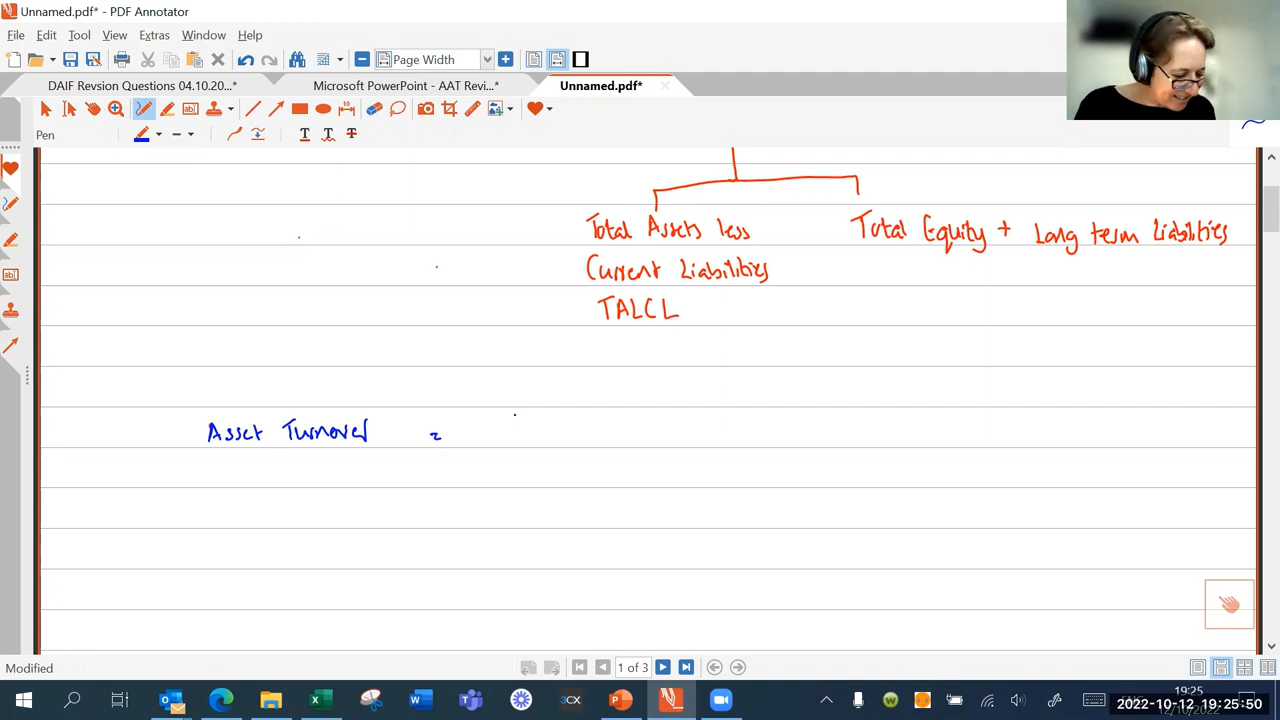 Unnamed.pdf* - PDF Annotator
File Edit Tool View Extras Window Help
Page Width
DAIF Revsion Questions 04.10.20...*
Microsoft PowerPoint - AAT Revi...*
Unnamed.pdf*
Pen
Total Assets less
Current Liabilities
TALCL
Total Equity + Long term Liabilities
Asset Turnover =
Modified
1 of 3
19:25
2022-10-12 19:25:50